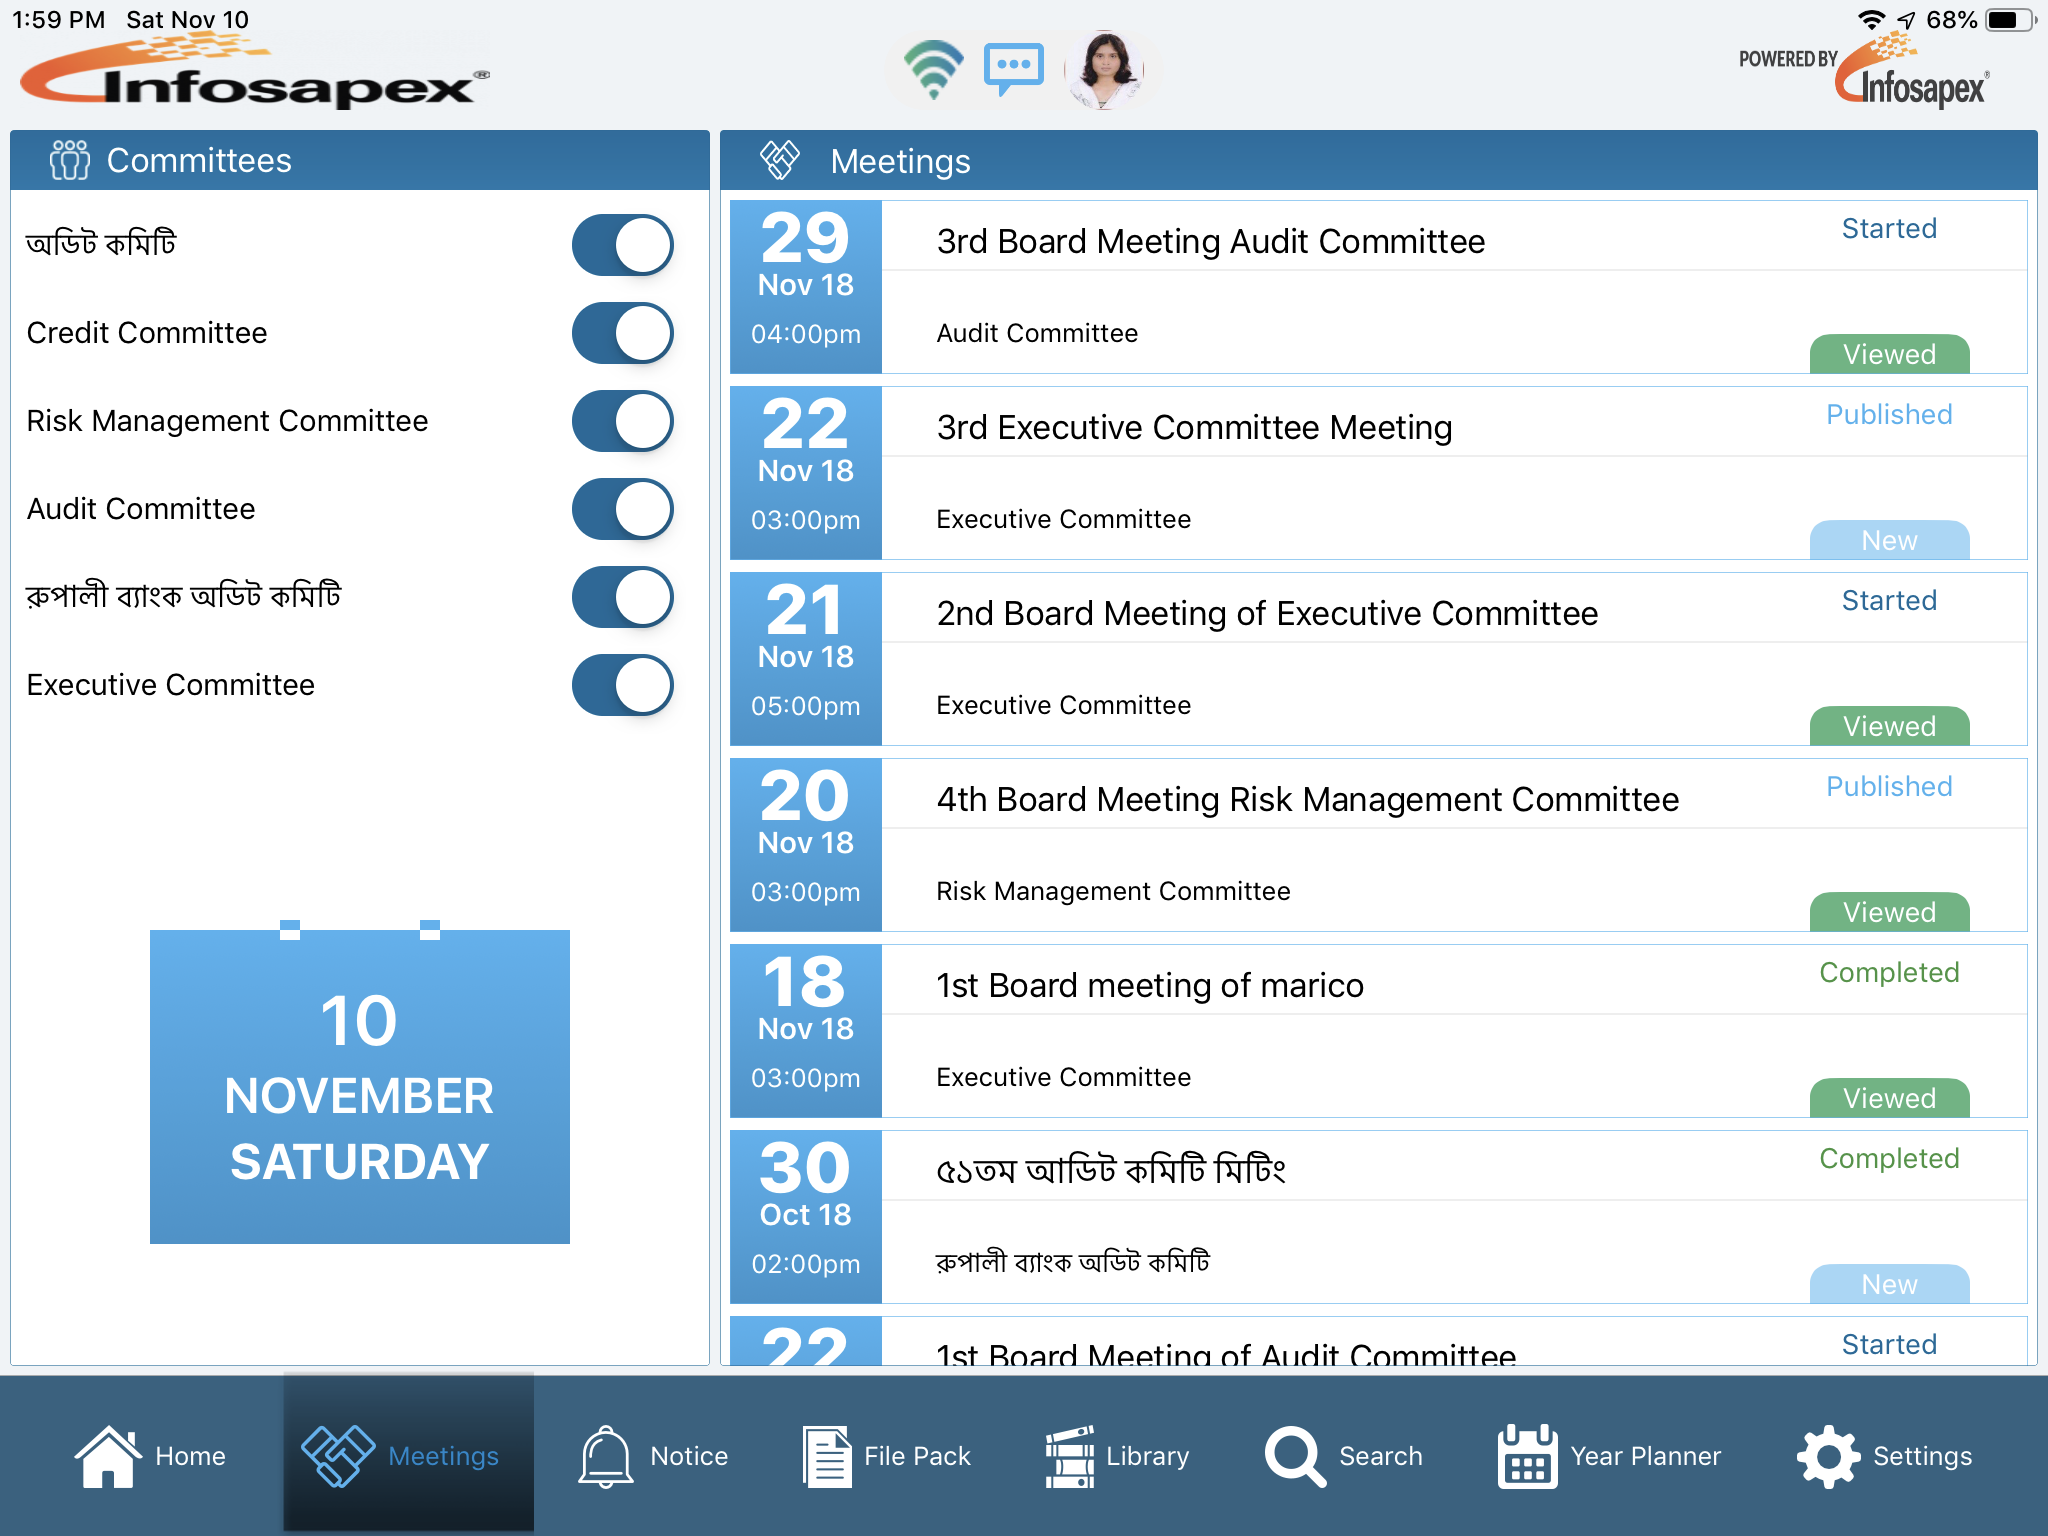 1:59 PM Sat Nov 10
68%
Infosapex®
POWERED BY Infosapex®
Committees
অডিট কমিটি
Credit Committee
Risk Management Committee
Audit Committee
রুপালী ব্যাংক অডিট কমিটি
Executive Committee
10
NOVEMBER
SATURDAY
Meetings
29
Nov 18
04:00pm
3rd Board Meeting Audit Committee
Started
Audit Committee
Viewed
22
Nov 18
03:00pm
3rd Executive Committee Meeting
Published
Executive Committee
New
21
Nov 18
05:00pm
2nd Board Meeting of Executive Committee
Started
Executive Committee
Viewed
20
Nov 18
03:00pm
4th Board Meeting Risk Management Committee
Published
Risk Management Committee
Viewed
18
Nov 18
03:00pm
1st Board meeting of marico
Completed
Executive Committee
Viewed
30
Oct 18
02:00pm
৫১তম আডিট কমিটি মিটিং
Completed
রুপালী ব্যাংক অডিট কমিটি
New
22
1st Board Meeting of Audit Committee
Started
Home
Meetings
Notice
File Pack
Library
Search
Year Planner
Settings